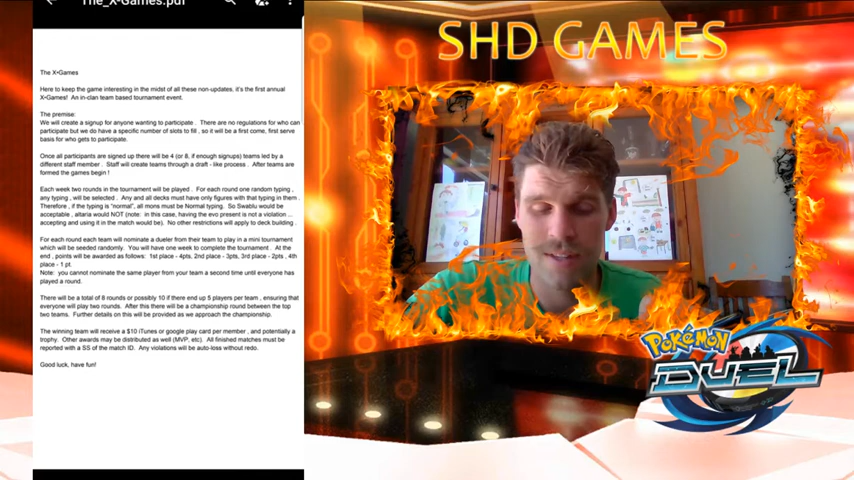 The_X-Games.pdf
SHD GAMES
The X•Games
Here to keep the game interesting in the midst of all these non-updates, it's the first annual
X•Games! An in-clan team based tournament event.
The premise:
We will create a signup for anyone wanting to participate . There are no regulations for who can
participate but we do have a specific number of slots to fill , so it will be a first come, first serve
basis for who gets to participate.
Once all participants are signed up there will be 4 (or 8, if enough signups) teams led by a
different staff member . Staff will create teams through a draft - like process . After teams are
formed the games begin !
Each week two rounds in the tournament will be played . For each round one random typing ,
any typing , will be selected . Any and all decks must have only figures with that typing in them .
Therefore , if the typing is "normal", all mons must be Normal typing. So Swablu would be
acceptable , altaria would NOT (note: in this case, having the evo present is not a violation ..
accepting and using it in the match would be). No other restrictions will apply to deck building .
For each round each team will nominate a dueler from their team to play in a mini tournament
which will be seeded randomly. You will have one week to complete the tournament . At the
end , points will be awarded as follows: 1st place - 4pts, 2nd place - 3pts, 3rd place - 2pts , 4th
place - 1 pt.
Note: you cannot nominate the same player from your team a second time until everyone has
played a round.
There will be a total of 8 rounds or possibly 10 if there end up 5 players per team , ensuring that
everyone will play two rounds. After this there will be a championship round between the top
two teams. Further details on this will be provided as we approach the championship.
The winning team will receive a $10 iTunes or google play card per member , and potentially a
trophy. Other awards may be distributed as well (MVP, etc). All finished matches must be
reported with a SS of the match ID. Any violations will be auto-loss without redo.
Good luck, have fun!
POKéMON
DUEL